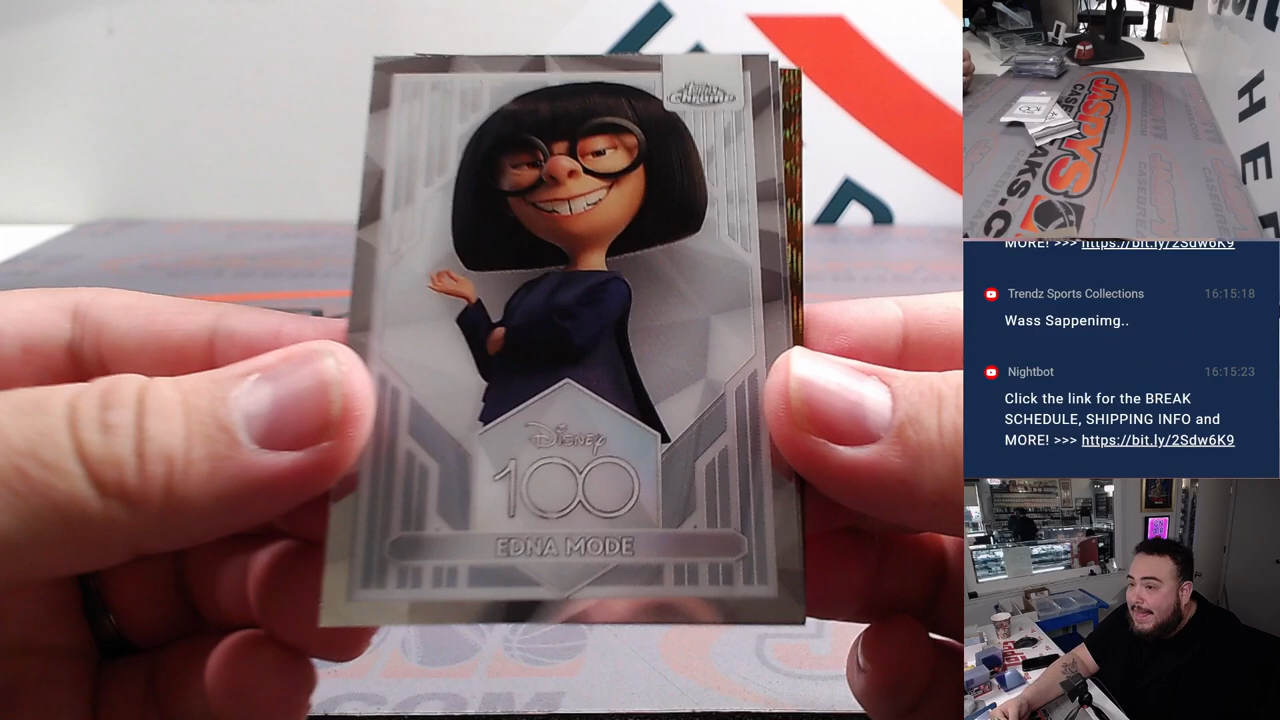 Topps
Chrome
Disney
100
EDNA MODE
JASPYS
CASE
H E
MORE! >>> https://bit.ly/2Sdw6K9
Trendz Sports Collections 16:15:18
Wass Sappenimg..
Nightbot 16:15:23
Click the link for the BREAK
SCHEDULE, SHIPPING INFO and
MORE! >>> https://bit.ly/2Sdw6K9